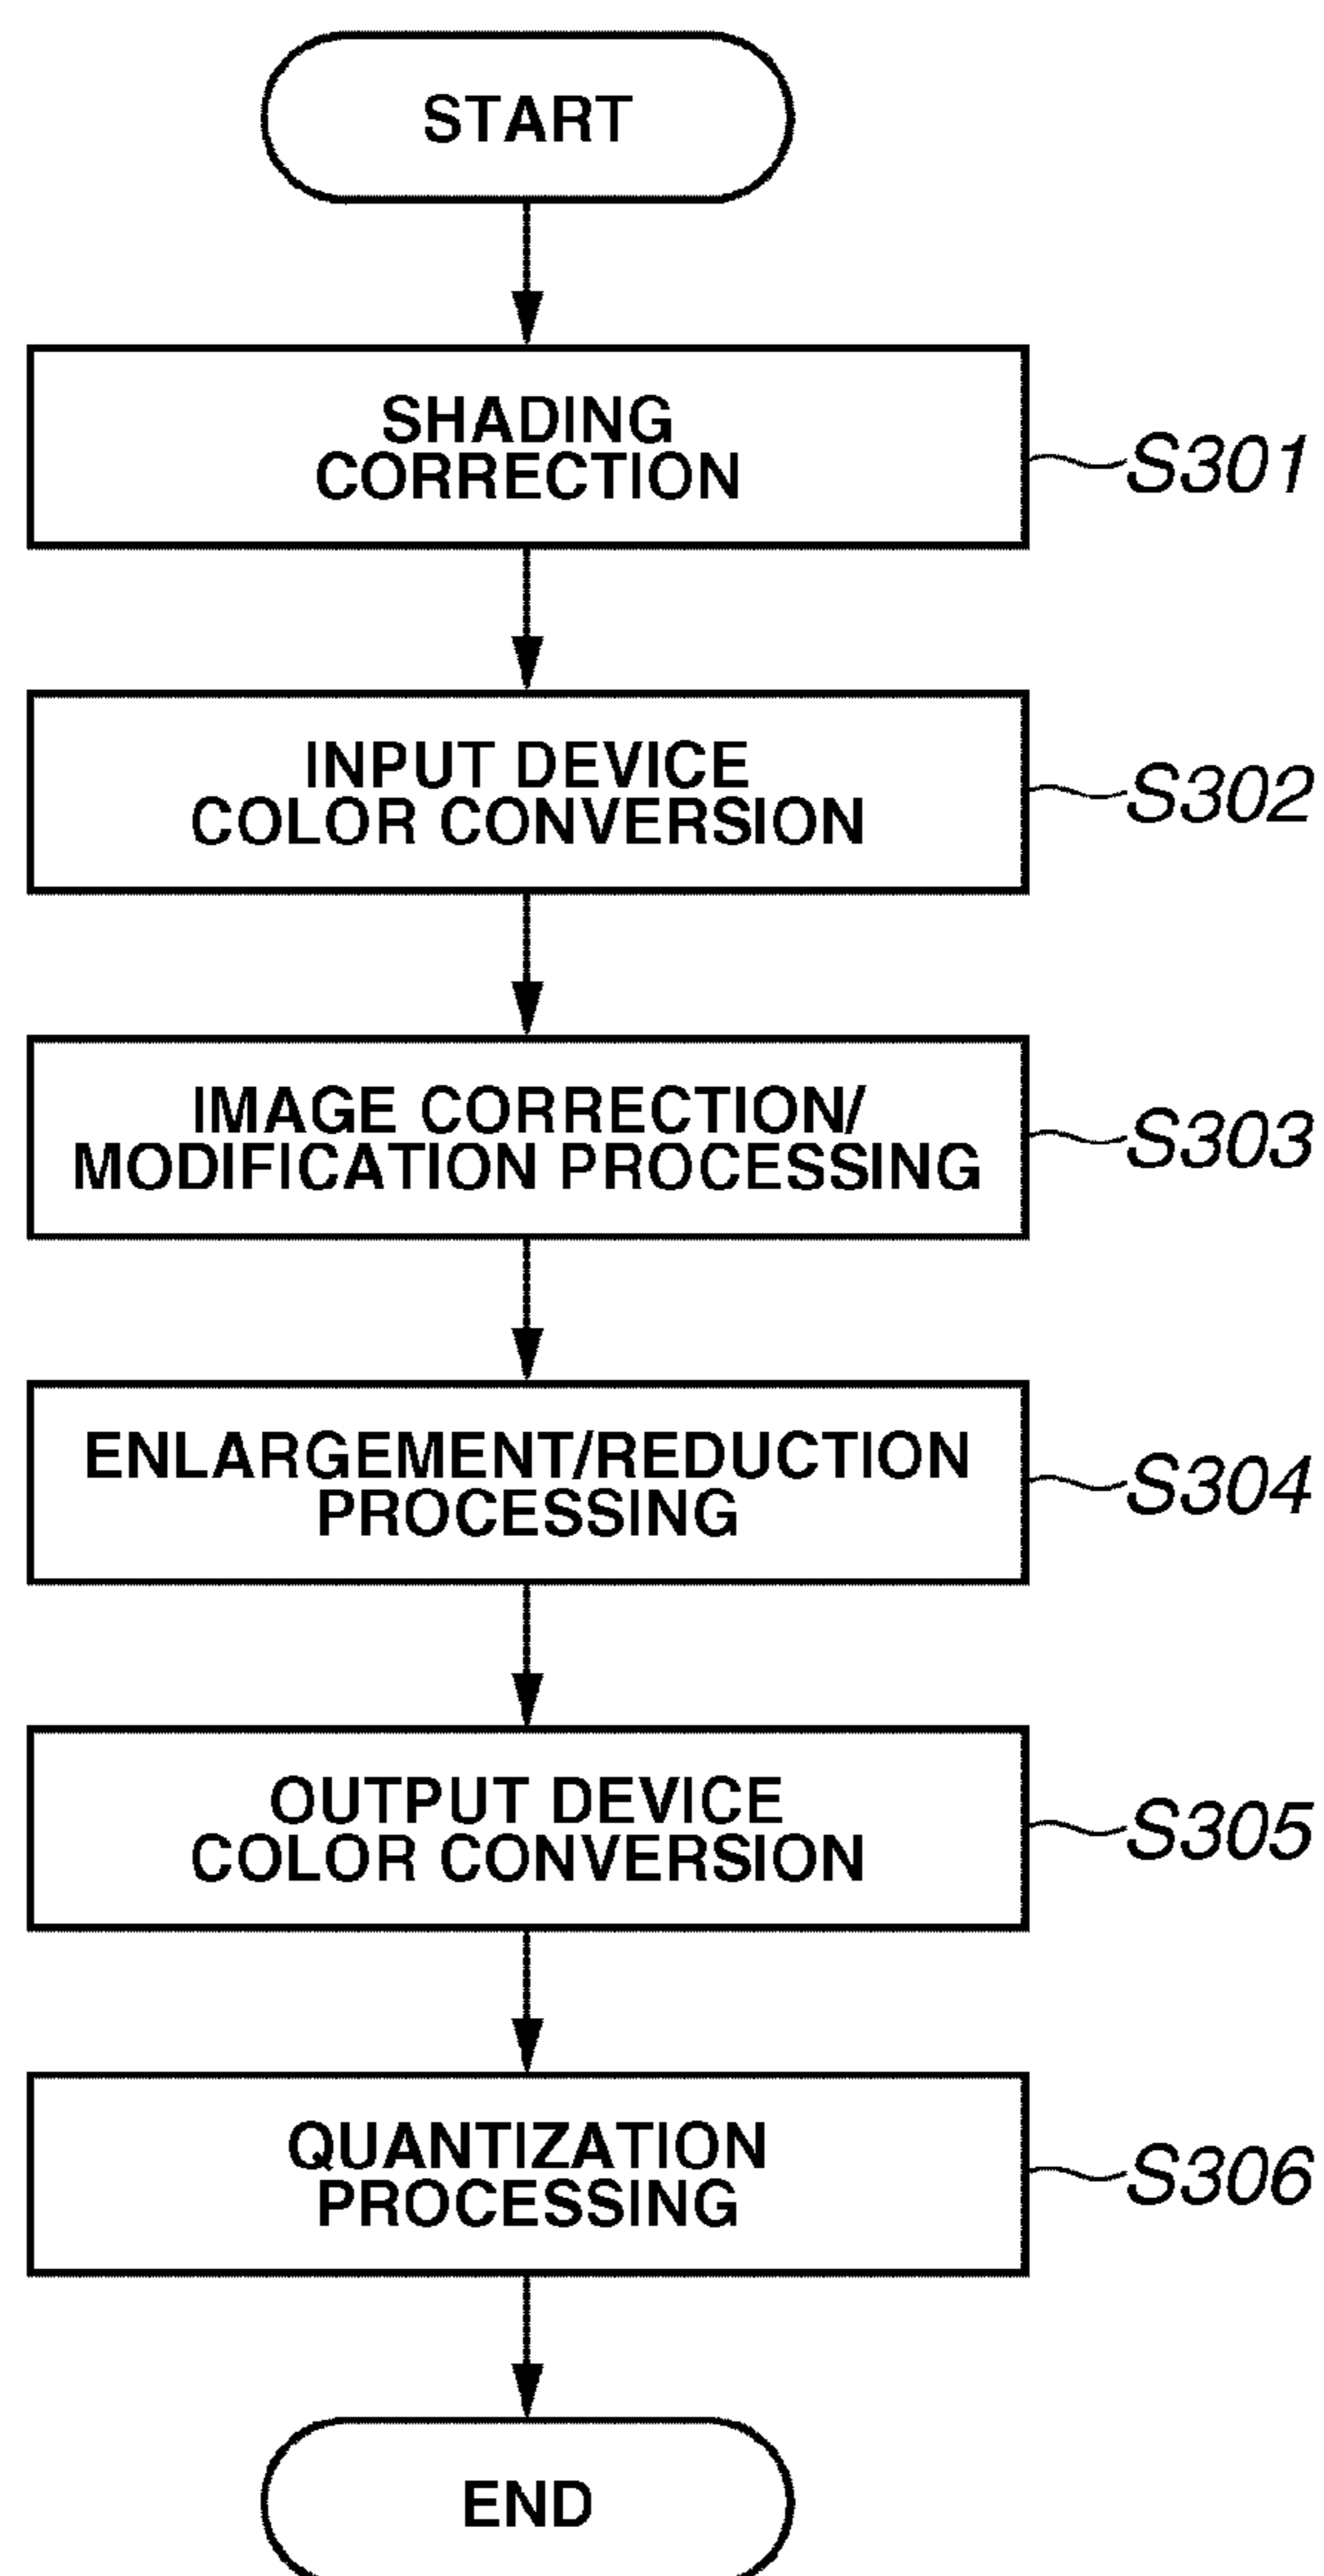 START
SHADING
CORRECTION
S301
INPUT DEVICE
COLOR CONVERSION
S302
IMAGE CORRECTION/
MODIFICATION PROCESSING
S303
ENLARGEMENT/REDUCTION
PROCESSING
S304
OUTPUT DEVICE
COLOR CONVERSION
S305
QUANTIZATION
PROCESSING
S306
END